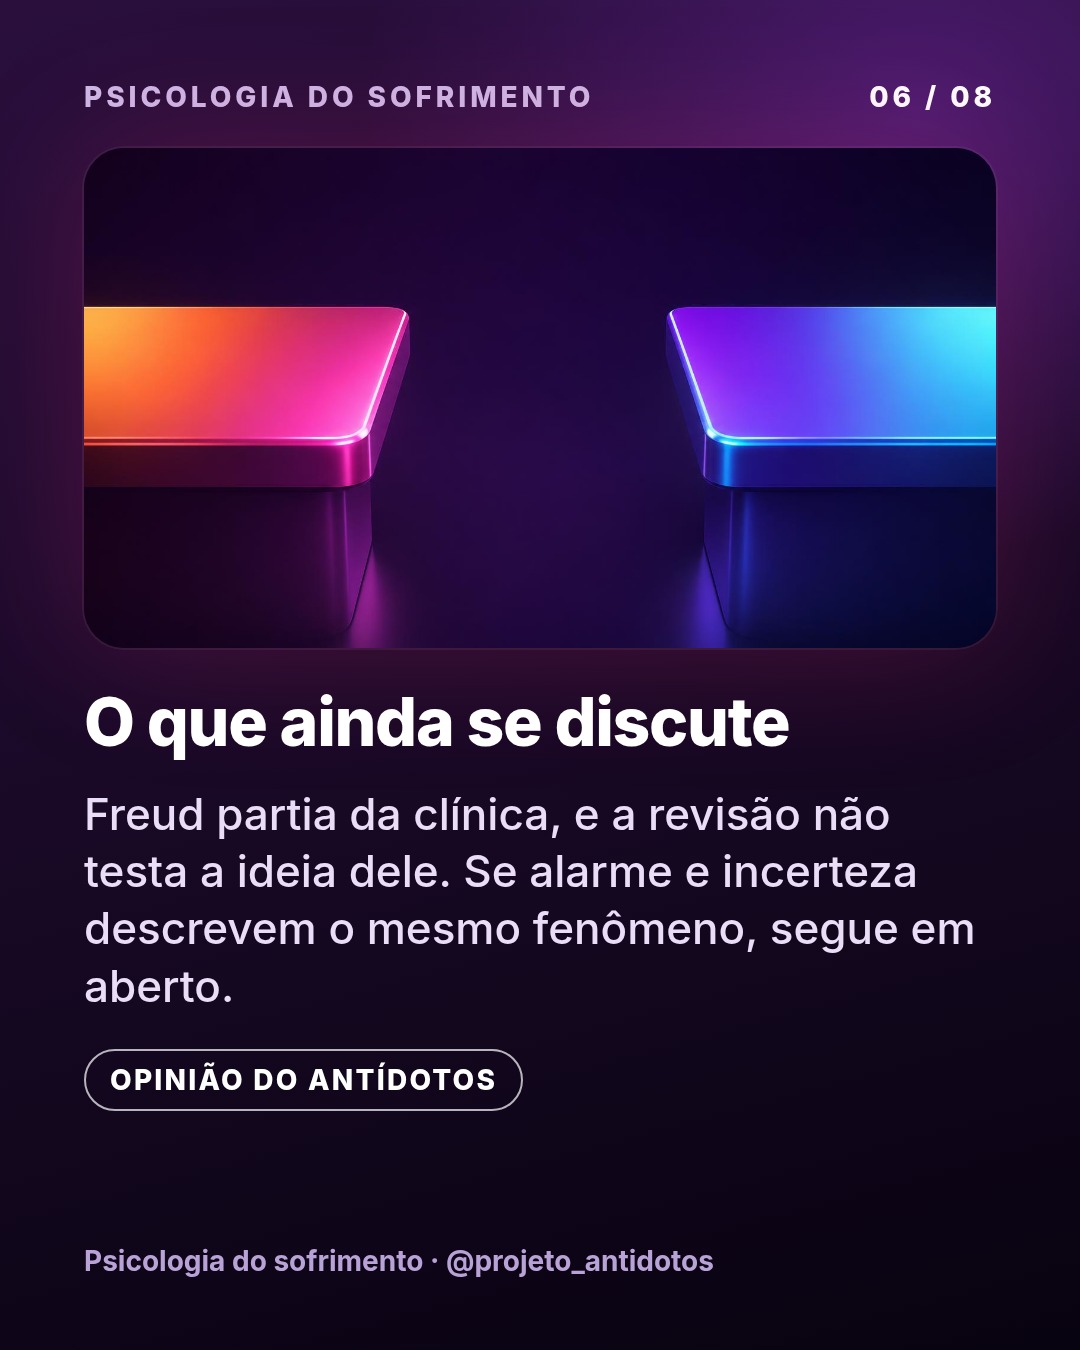 PSICOLOGIA DO SOFRIMENTO
06 / 08
O que ainda se discute
Freud partia da clínica, e a revisão não
testa a ideia dele. Se alarme e incerteza
descrevem o mesmo fenômeno, segue em
aberto.
OPINIÃO DO ANTÍDOTOS
Psicologia do sofrimento · @projeto_antidotos